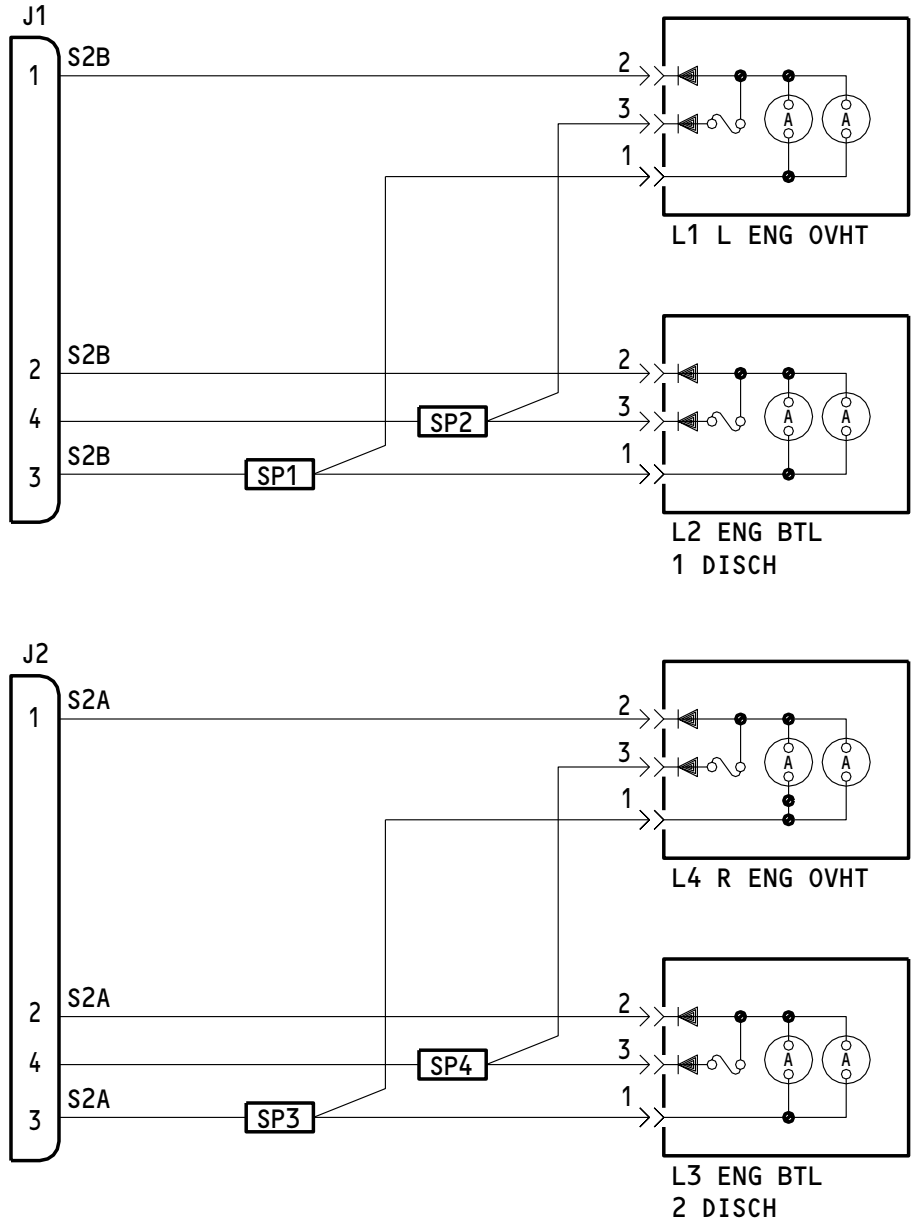 J1
1 S2B 2
3
A A
1
L1 L ENG OVHT
2 S2B 2
4 SP2 3
A A
3 S2B SP1 1
L2 ENG BTL
1 DISCH
J2
1 S2A 2
3
A A
1
L4 R ENG OVHT
2 S2A 2
4 SP4 3
A A
3 S2A SP3 1
L3 ENG BTL
2 DISCH